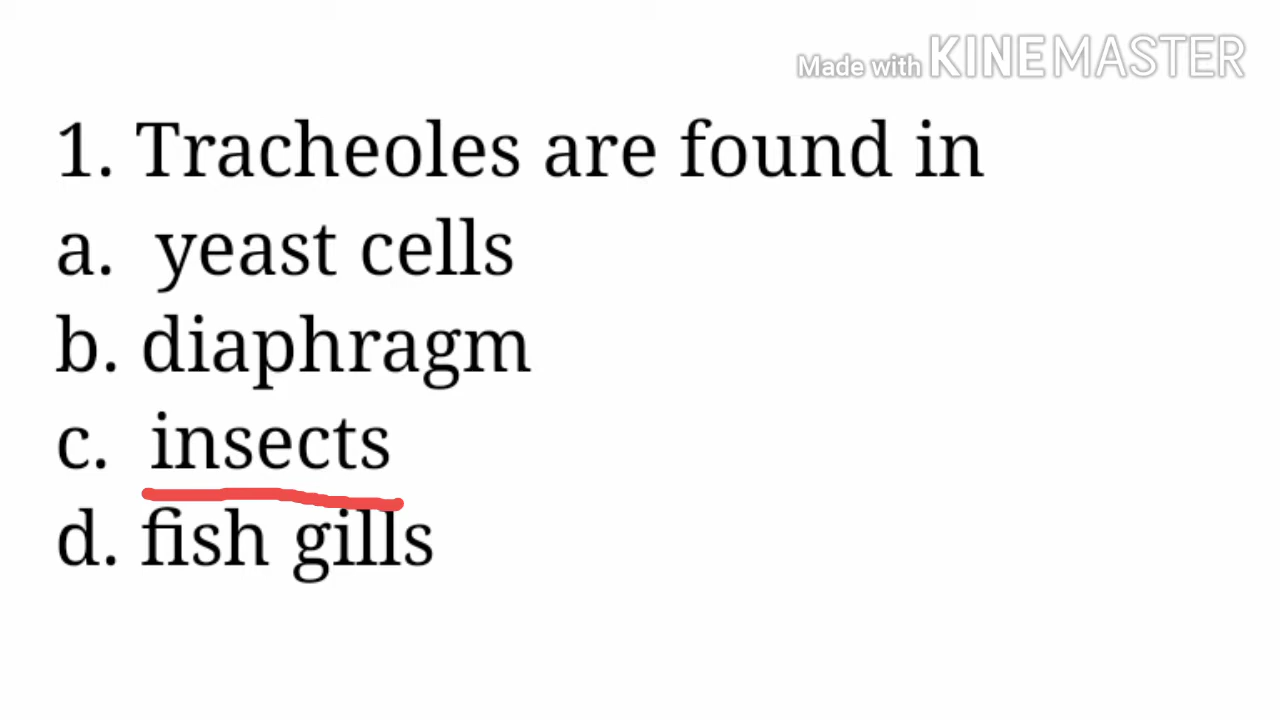 Made with KINEMASTER
1. Tracheoles are found in
a. yeast cells
b. diaphragm
c. insects
d. fish gills